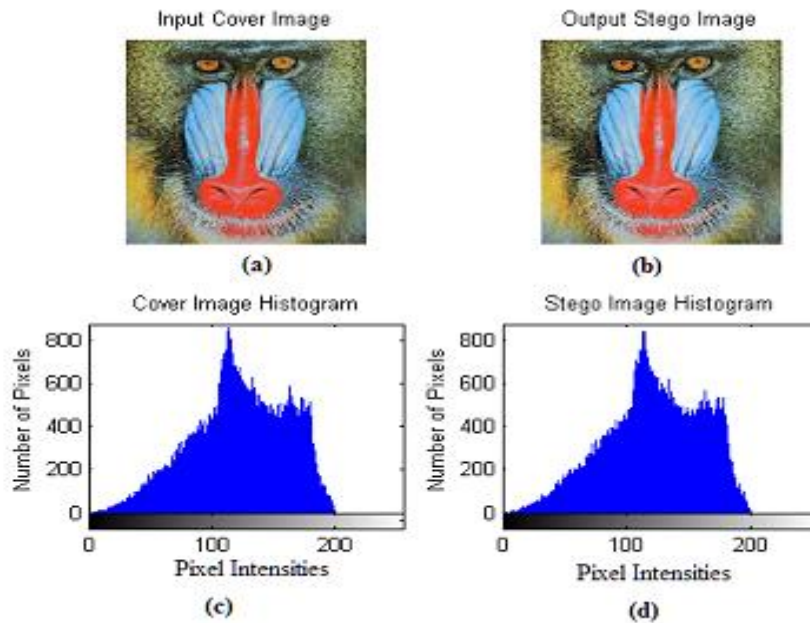 Input Cover Image
Output Stego Image
(a)
(b)
Cover Image Histogram
Stego Image Histogram
Number of Pixels
800
600
400
200
0
0
100
200
Pixel Intensities
(c)
Number of Pixels
800
600
400
200
0
0
100
200
Pixel Intensities
(d)